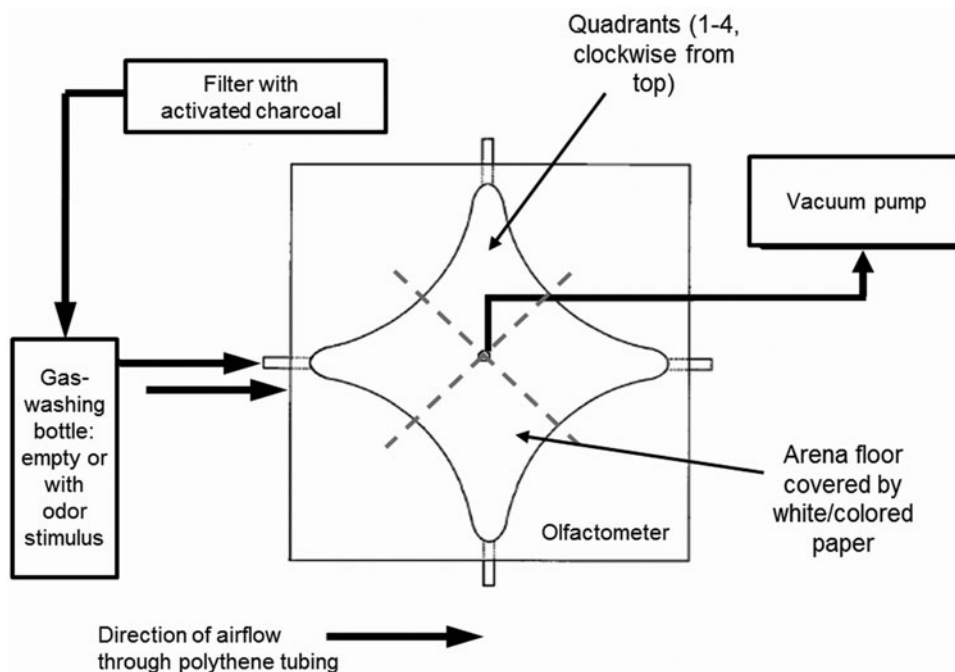 Quadrants (1-4,
clockwise from
top)
Filter with
activated charcoal
Vacuum pump
Gas-
washing
bottle:
empty or
with
odor
stimulus
Arena floor
covered by
white/colored
paper
Olfactometer
Direction of airflow
through polythene tubing